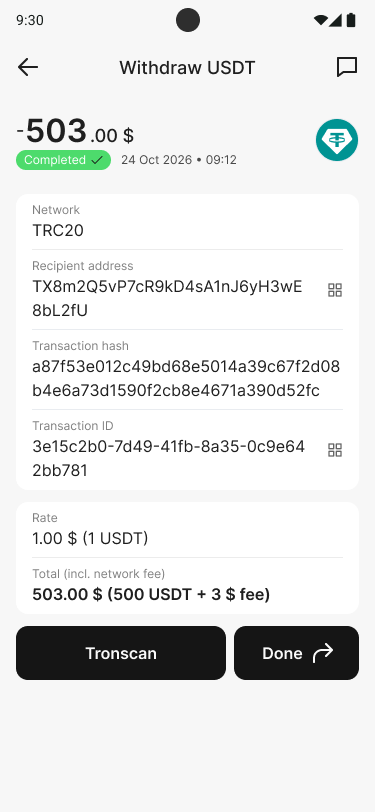 9:30
Withdraw USDT
-503.00 $
Completed
24 Oct 2026 • 09:12
Network
TRC20
Recipient address
TX8m2Q5vP7cR9kD4sA1nJ6yH3wE
8bL2fU
Transaction hash
a87f53e012c49bd68e5014a39c67f2d08
b4e6a73d1590f2cb8e4671a390d52fc
Transaction ID
3e15c2b0-7d49-41fb-8a35-0c9e64
2bb781
Rate
1.00 $ (1 USDT)
Total (incl. network fee)
503.00 $ (500 USDT + 3 $ fee)
Tronscan
Done